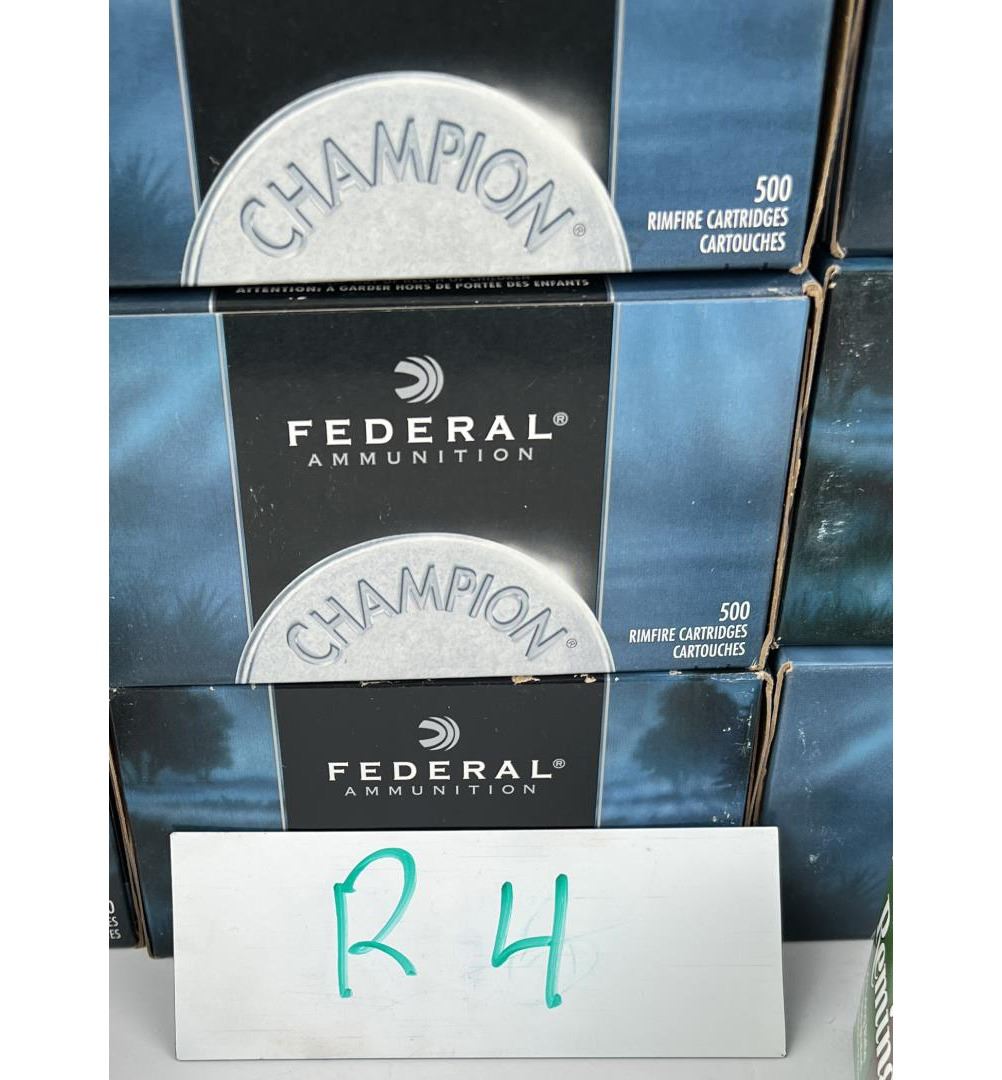 CHAMPION®
500
RIMFIRE CARTRIDGES
CARTOUCHES
ATTENTION: A GARDER HORS DE PORTÉE DES ENFANTS
FEDERAL®
AMMUNITION
CHAMPION®
500
RIMFIRE CARTRIDGES
CARTOUCHES
FEDERAL®
AMMUNITION
R 4